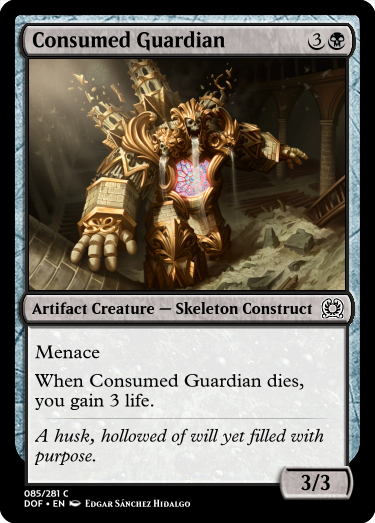 Consumed Guardian 3
Artifact Creature — Skeleton Construct
Menace
When Consumed Guardian dies,
you gain 3 life.
A husk, hollowed of will yet filled with
purpose.
3/3
085/281 C
DOF • EN Edgar Sánchez Hidalgo